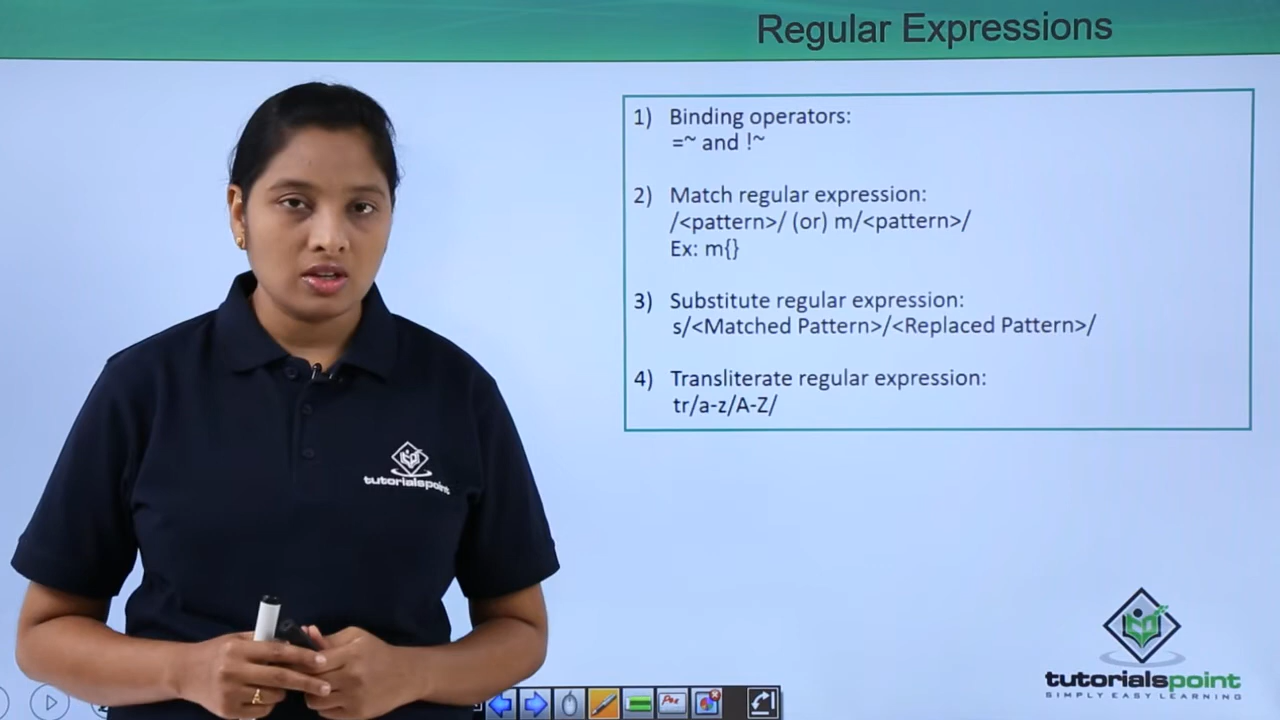 Regular Expressions
1) Binding operators:
=~ and !~
2) Match regular expression:
/<pattern>/ (or) m/<pattern>/
Ex: m{}
3) Substitute regular expression:
s/<Matched Pattern>/<Replaced Pattern>/
4) Transliterate regular expression:
tr/a-z/A-Z/
tutorialspoint
tutorialspoint
SIMPLY EASY LEARNING